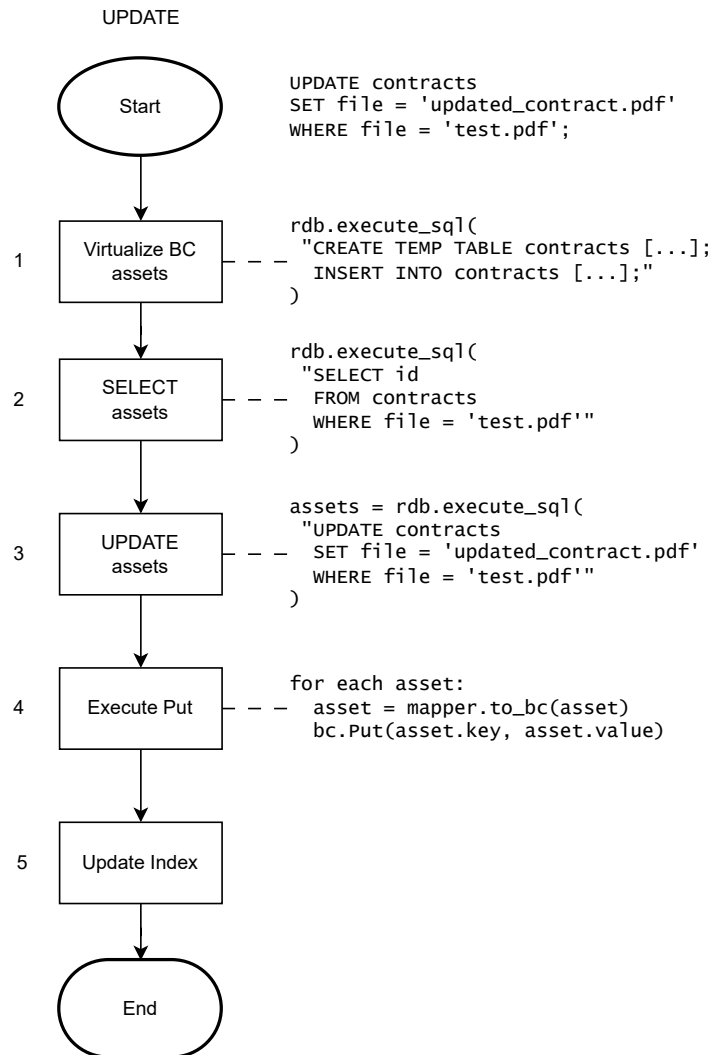 UPDATE
Start
UPDATE contracts
SET file = 'updated_contract.pdf'
WHERE file = 'test.pdf';
1
Virtualize BC
assets
rdb.execute_sql(
"CREATE TEMP TABLE contracts [...];
INSERT INTO contracts [...];"
)
2
SELECT
assets
rdb.execute_sql(
"SELECT id
FROM contracts
WHERE file = 'test.pdf'"
)
3
UPDATE
assets
assets = rdb.execute_sql(
"UPDATE contracts
SET file = 'updated_contract.pdf'
WHERE file = 'test.pdf'"
)
4
Execute Put
for each asset:
asset = mapper.to_bc(asset)
bc.Put(asset.key, asset.value)
5
Update Index
End